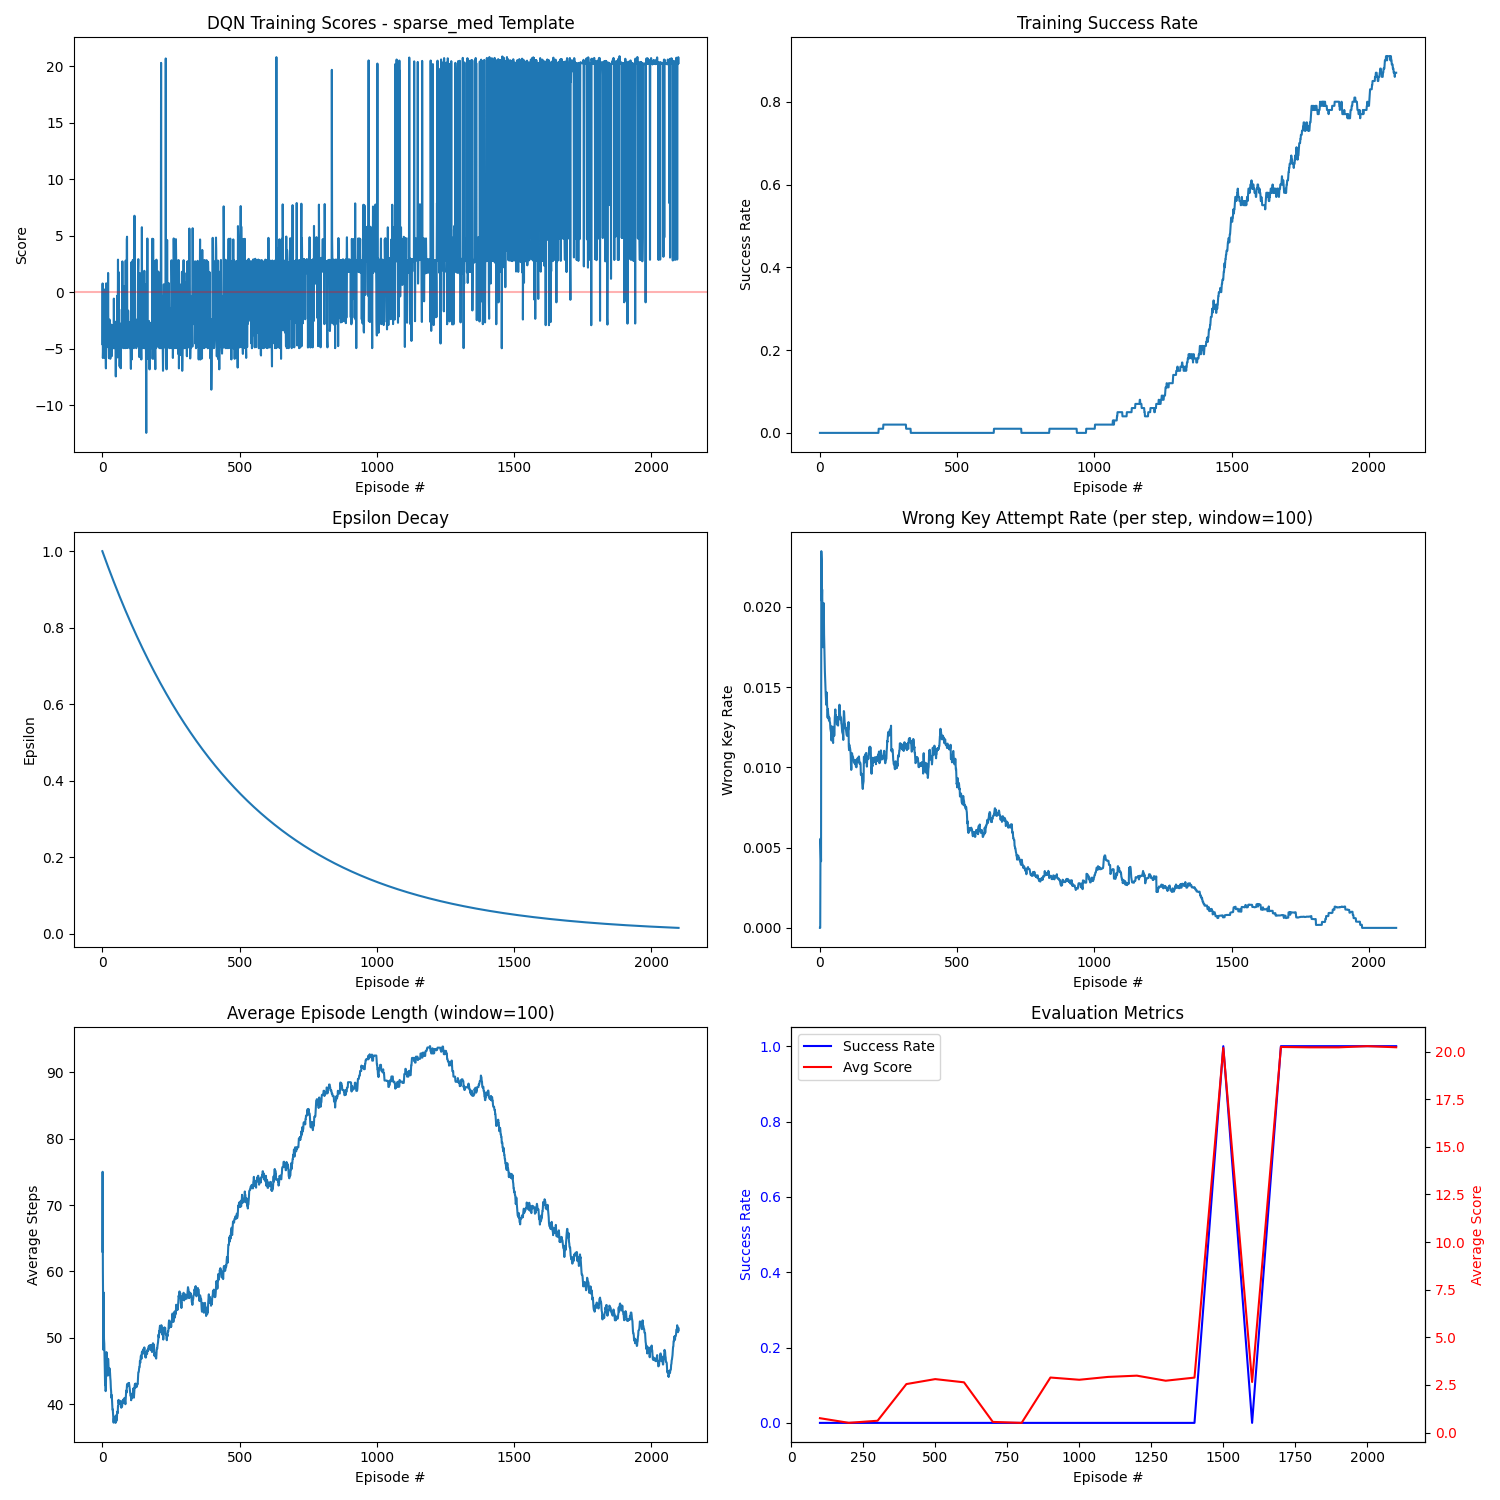 DQN Training Scores - sparse_med Template
Score
20
15
10
5
0
−5
−10
0 500 1000 1500 2000
Episode #
Training Success Rate
Success Rate
0.8
0.6
0.4
0.2
0.0
0 500 1000 1500 2000
Episode #
Epsilon Decay
Epsilon
1.0
0.8
0.6
0.4
0.2
0.0
0 500 1000 1500 2000
Episode #
Wrong Key Attempt Rate (per step, window=100)
Wrong Key Rate
0.020
0.015
0.010
0.005
0.000
0 500 1000 1500 2000
Episode #
Average Episode Length (window=100)
Average Steps
90
80
70
60
50
40
0 500 1000 1500 2000
Episode #
Evaluation Metrics
Success Rate
Avg Score
Success Rate
1.0
0.8
0.6
0.4
0.2
0.0
Average Score
20.0
17.5
15.0
12.5
10.0
7.5
5.0
2.5
0.0
0 250 500 750 1000 1250 1500 1750 2000
Episode #